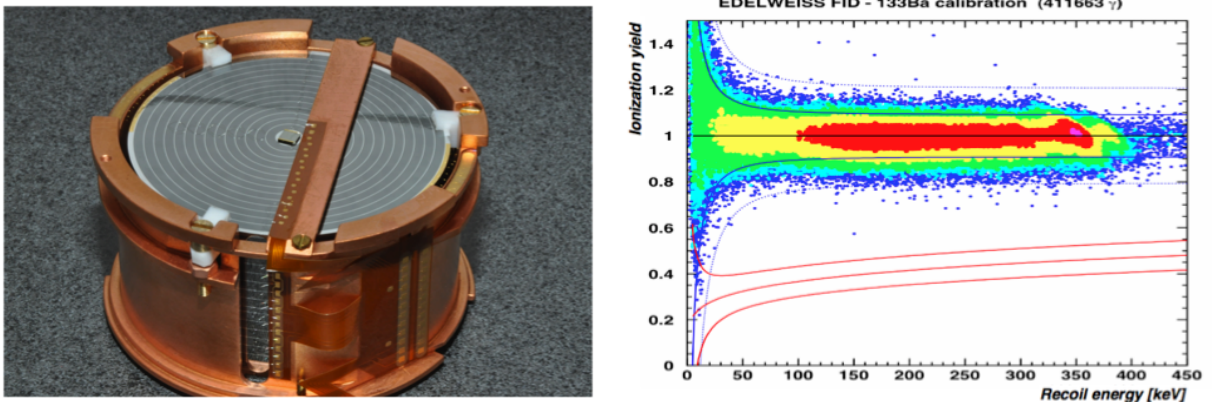 EDELWEISS FID - 133Ba calibration (411663 γ)
Ionization yield
1.4
1.2
1
0.8
0.6
0.4
0.2
0
0 50 100 150 200 250 300 350 400 450
Recoil energy [keV]